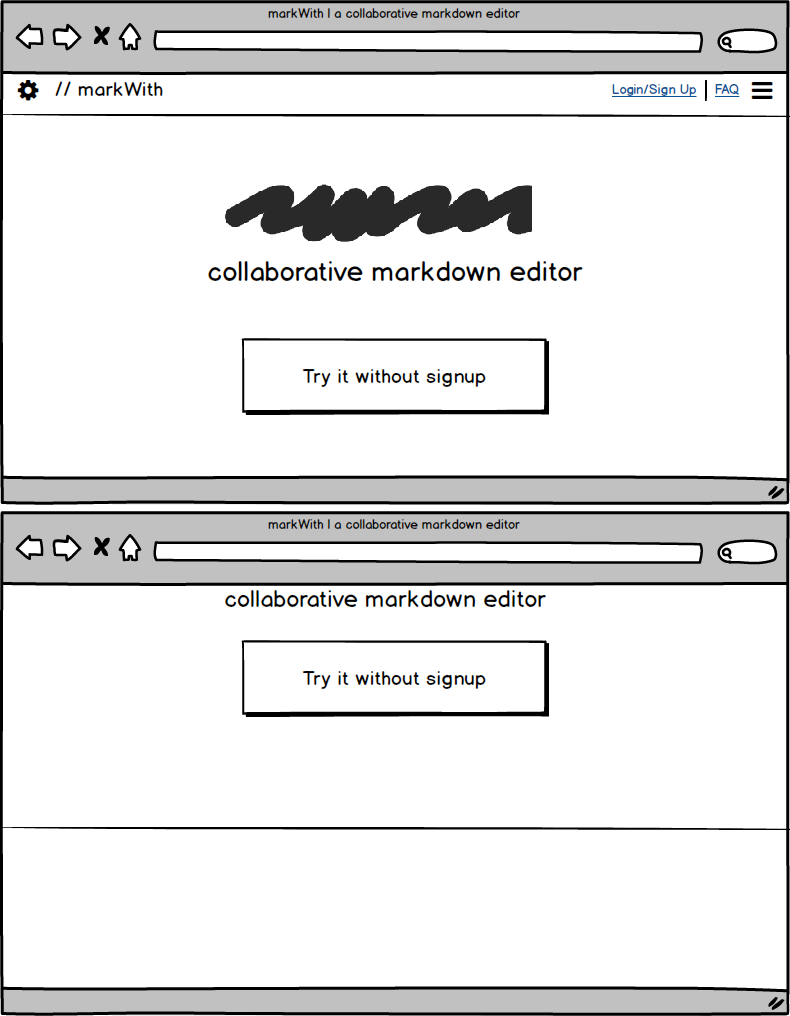 markWith | a collaborative markdown editor
// markWith Login/Sign Up FAQ
collaborative markdown editor
Try it without signup
markWith | a collaborative markdown editor
collaborative markdown editor
Try it without signup